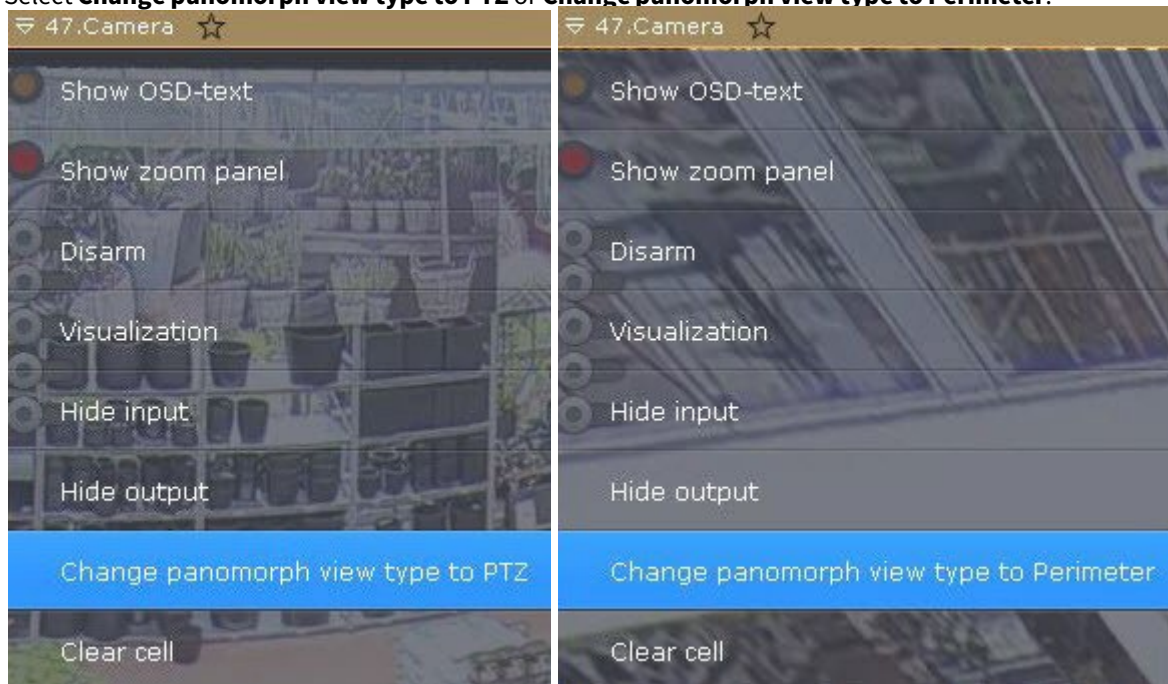 Select Change panomorph view type to PTZ or Change panomorph view type to Perimeter.
47.Camera
Show OSD-text
Show zoom panel
Disarm
Visualization
Hide input
Hide output
Change panomorph view type to PTZ
Clear cell
47.Camera
Show OSD-text
Show zoom panel
Disarm
Visualization
Hide input
Hide output
Change panomorph view type to Perimeter
Clear cell